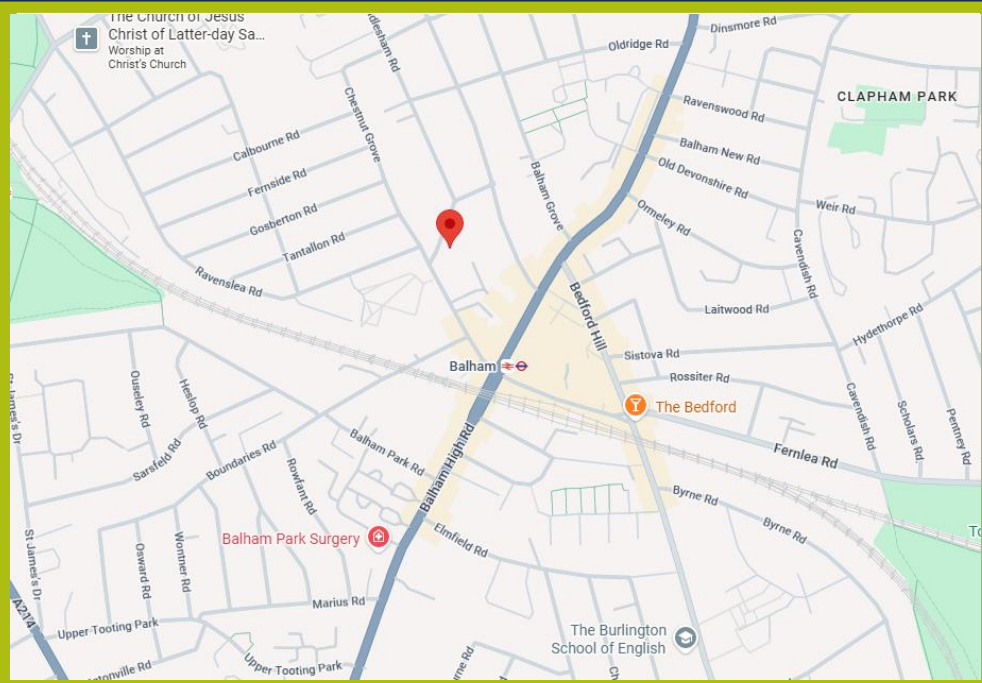 The Church of Jesus
Christ of Latter-day Sa...
Worship at
Christ's Church
Dinsmore Rd
Oldridge Rd
CLAPHAM PARK
Chestnut Grove
Ravenswood Rd
Calbourne Rd
Balham New Rd
Old Devonshire Rd
Balham Grove
Fernside Rd
Weir Rd
Gosberton Rd
Ormeley Rd
Tantallon Rd
Cavendish Rd
Ravenslea Rd
Laitwood Rd
Bedford Hill
Hydethorpe Rd
Sistova Rd
Balham
Rossiter Rd
Ouseley Rd
Heslop Rd
The Bedford
Cavendish Rd
Scholars Rd
Pentney Rd
Sarsfeld Rd
Balham Park Rd
Balham High Rd
Boundaries Rd
Fernlea Rd
Rowfant Rd
Byrne Rd
Byrne Rd
Balham Park Surgery
Elmfield Rd
St James's Dr
Osward Rd
Wontner Rd
Marius Rd
A214
Upper Tooting Park
The Burlington
School of English
Upper Tooting Park